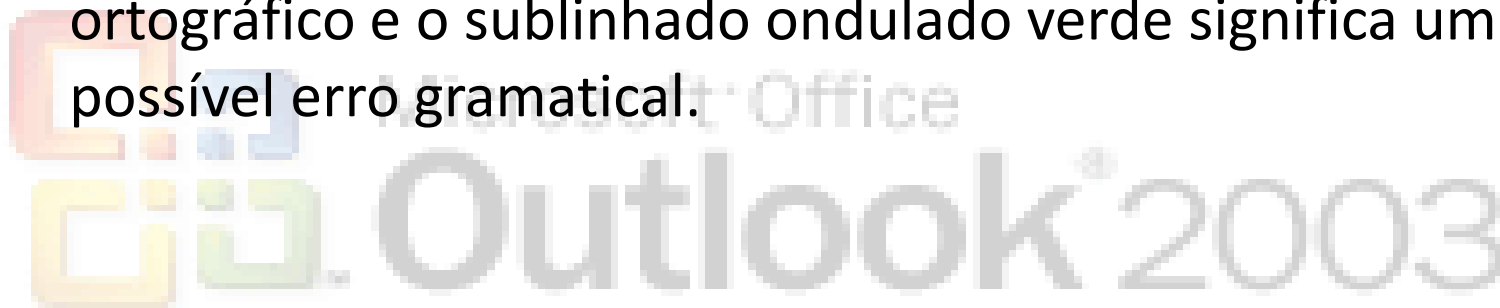 ortográfico e o sublinhado ondulado verde significa um
possível erro gramatical.
Microsoft® Office
Outlook® 2003